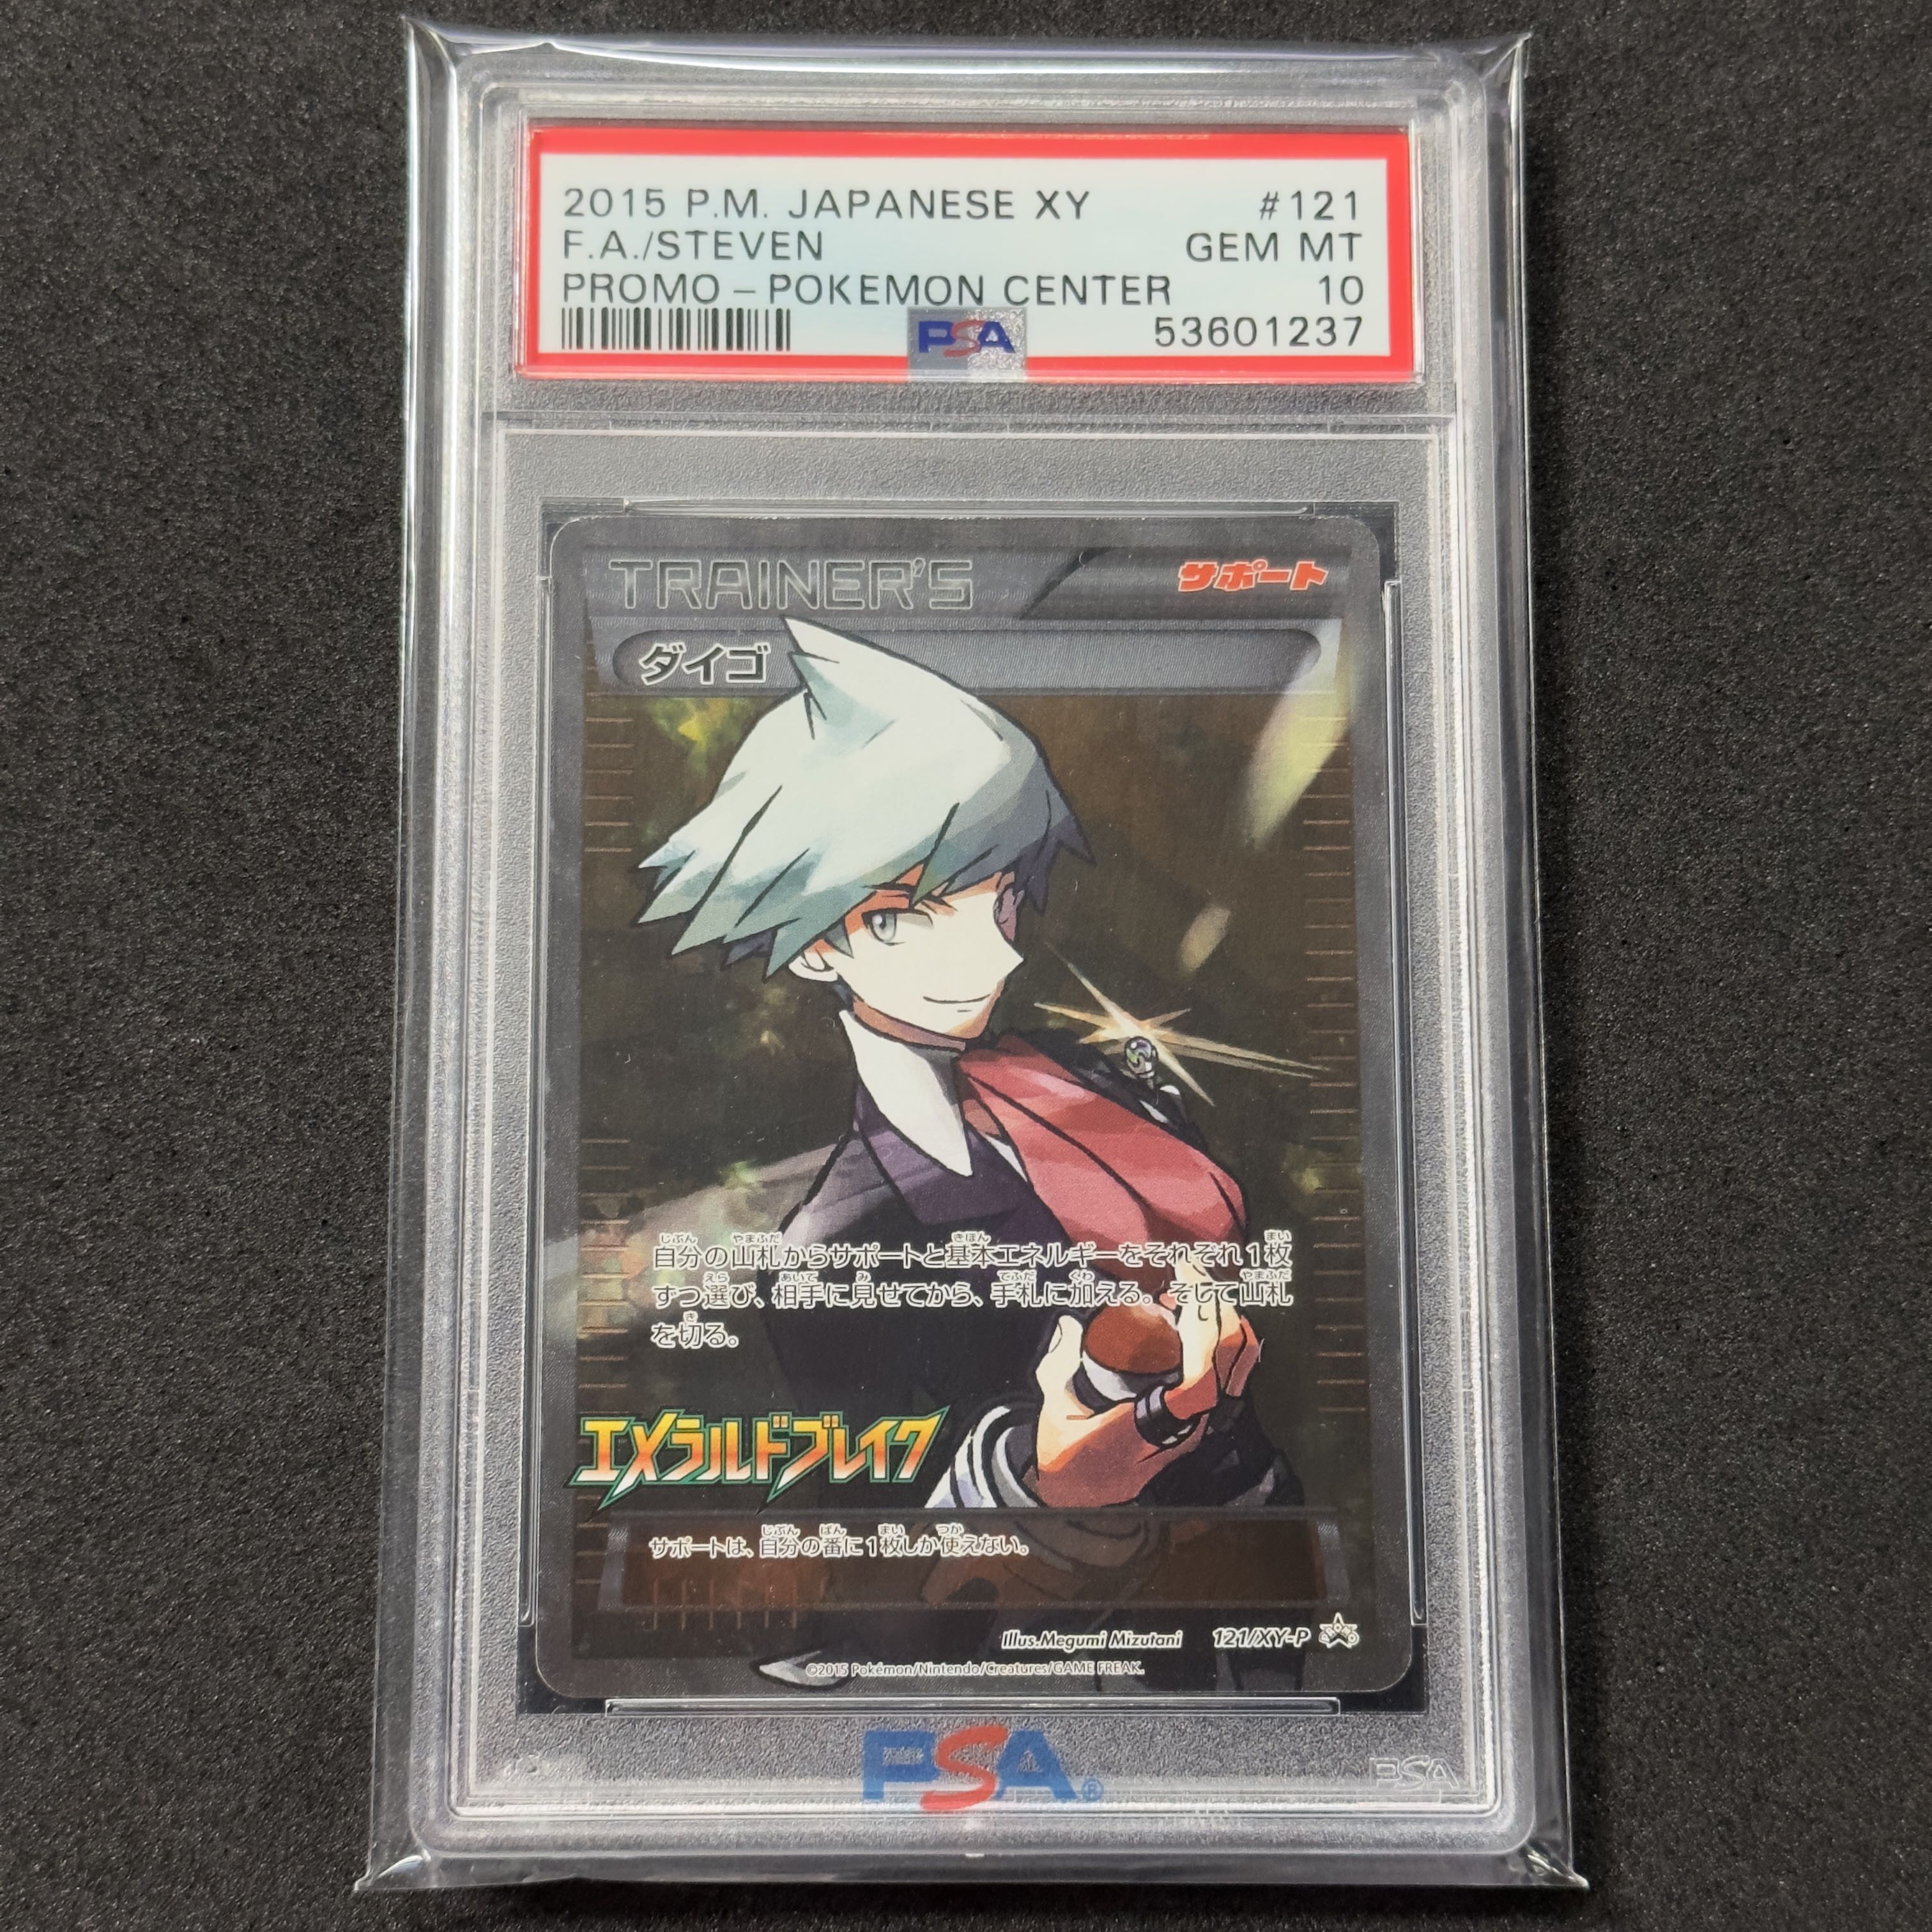 2015 P.M. JAPANESE XY #121
F.A./STEVEN GEM MT
PROMO - POKEMON CENTER 10
PSA 53601237
TRAINER'S サポート
ダイゴ
自分の山札からサポートと基本エネルギーをそれぞれ1枚
ずつ選び、相手に見せてから、手札に加える。そして山札
を切る。
エメラルドブレイク
サポートは、自分の番に1枚しか使えない。
Illus.Megumi Mizutani 121/XY-P PROMO
©2015 Pokémon/Nintendo/Creatures/GAME FREAK.
PSA® PSA